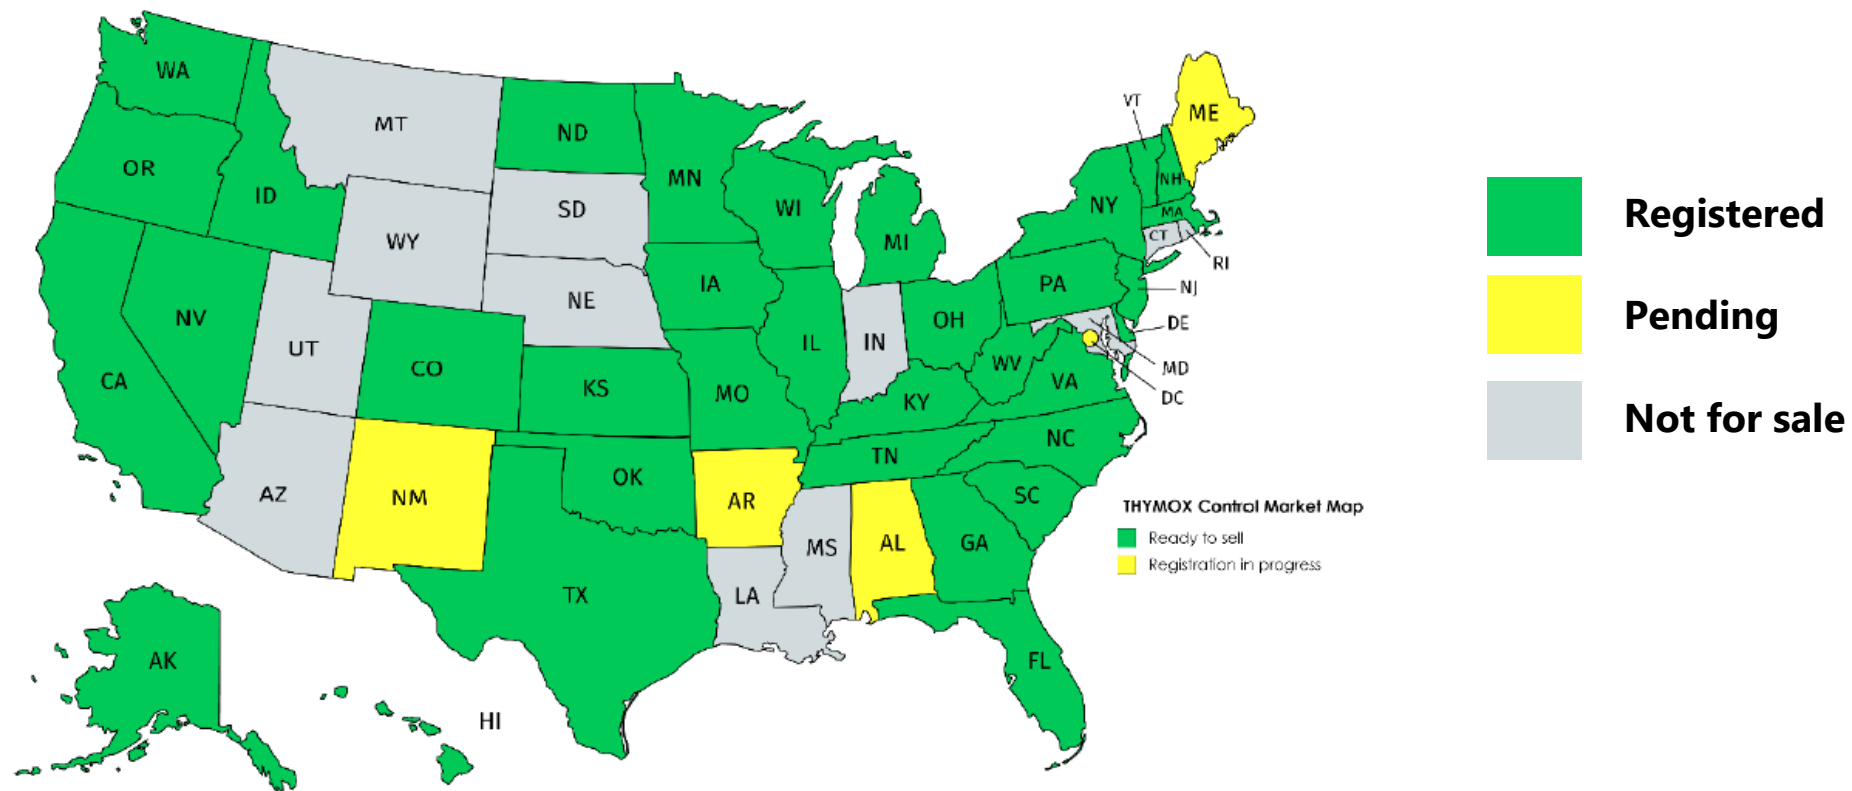 WA
MT
ND
MN
OR
ID
SD
WY
WI
MI
NY
VT
ME
NH
MA
CT
RI
NV
UT
NE
IA
CO
CA
KS
MO
IL
IN
OH
PA
NJ
DE
MD
DC
WV
VA
KY
NC
TN
SC
AZ
NM
OK
AR
MS
AL
GA
TX
LA
FL
AK
HI
THYMOX Control Market Map
Ready to sell
Registration in progress
Registered
Pending
Not for sale